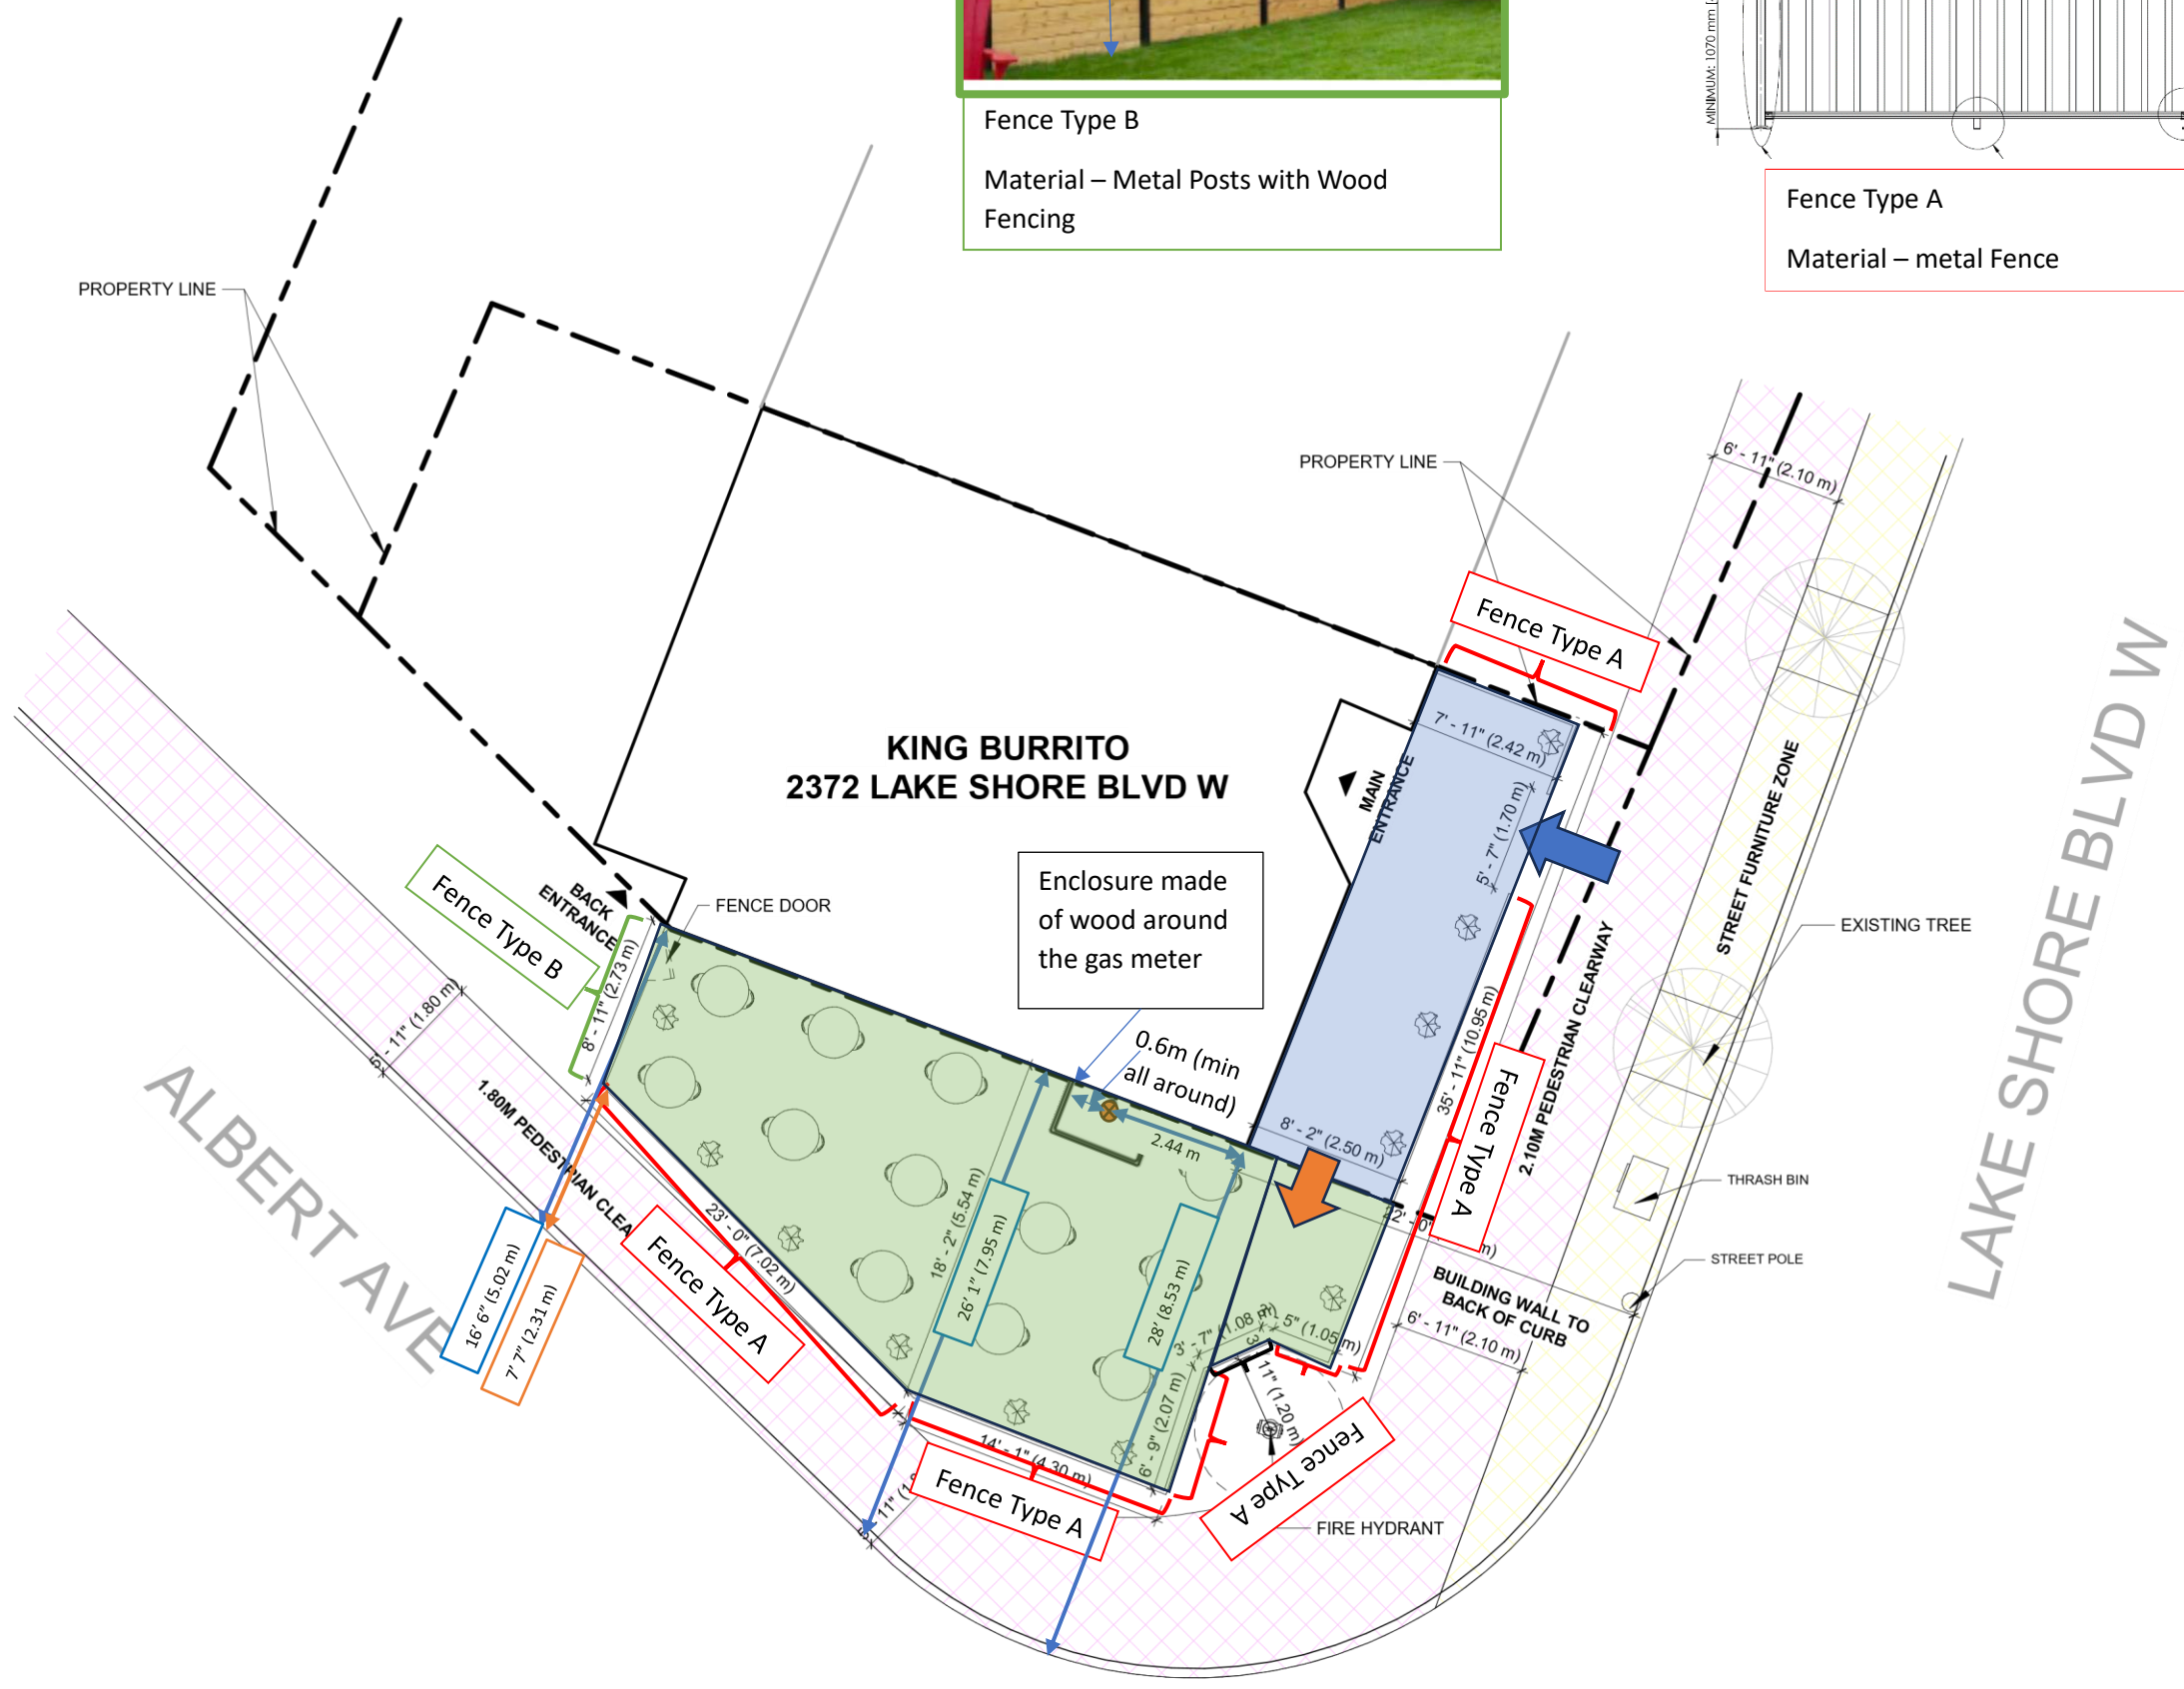 MINIMUM: 1070 mm
Fence Type B
Material – Metal Posts with Wood
Fencing
Fence Type A
Material – metal Fence
PROPERTY LINE
PROPERTY LINE
6' - 11" (2.10 m)
Fence Type A
7' - 11" (2.42 m)
KING BURRITO
2372 LAKE SHORE BLVD W
MAIN
ENTRANCE
5' - 7" (1.70 m)
STREET FURNITURE ZONE
LAKE SHORE BLVD W
Fence Type B
BACK
ENTRANCE
FENCE DOOR
Enclosure made
of wood around
the gas meter
EXISTING TREE
8' - 11" (2.73 m)
0.6m (min
all around)
35' - 11" (10.95 m)
2.10M PEDESTRIAN CLEARWAY
Fence Type A
5' - 11" (1.80 m)
ALBERT AVE
1.80M PEDESTRIAN CLEA
2.44 m
8' - 2" (2.50 m)
THRASH BIN
STREET POLE
BUILDING WALL TO
BACK OF CURB
6' - 11" (2.10 m)
16' 6" (5.02 m)
7' 7" (2.31 m)
23' - 0" (7.02 m)
Fence Type A
18' - 2" (5.54 m)
26' 1" (7.95 m)
28' (8.53 m)
3' - 7" (1.08 m)
5" (1.05 m)
11" (1.20 m)
6' - 9" (2.07 m)
14' - 1" (4.30 m)
Fence Type A
Fence Type A
FIRE HYDRANT